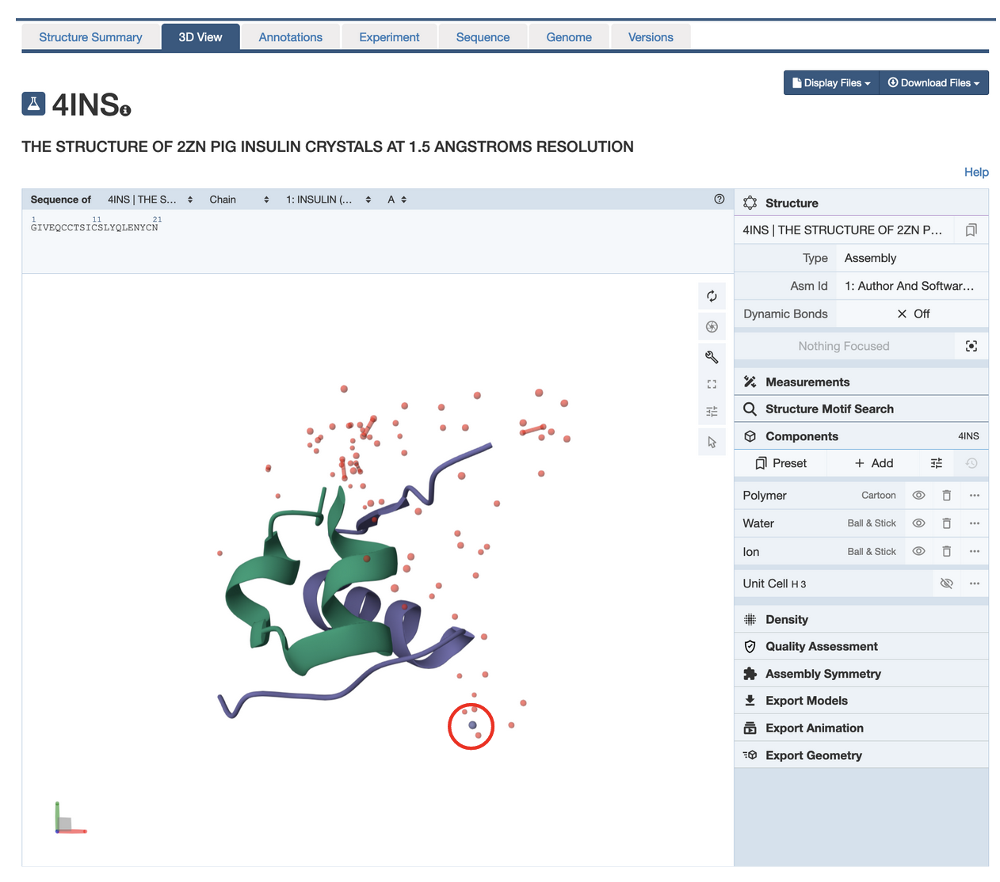 Structure Summary 3D View Annotations Experiment Sequence Genome Versions
Display Files Download Files
4INS
THE STRUCTURE OF 2ZN PIG INSULIN CRYSTALS AT 1.5 ANGSTROMS RESOLUTION
Help
Sequence of 4INS | THE S... Chain 1: INSULIN (... A
1 11 21
GIVEQCCTSICSLYQLENYCN
Structure
4INS | THE STRUCTURE OF 2ZN P...
Type Assembly
Asm Id 1: Author And Softwar...
Dynamic Bonds Off
Nothing Focused
Measurements
Structure Motif Search
Components 4INS
Preset + Add
Polymer Cartoon
Water Ball & Stick
Ion Ball & Stick
Unit Cell H 3
Density
Quality Assessment
Assembly Symmetry
Export Models
Export Animation
Export Geometry